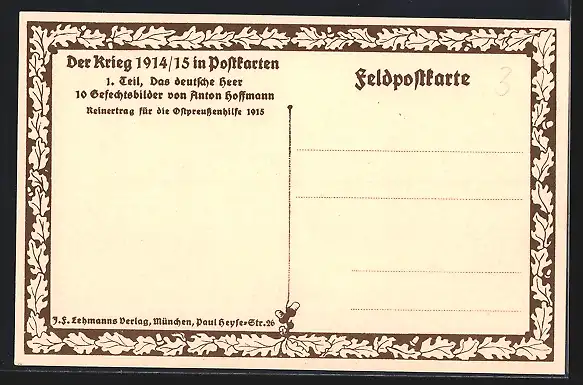 Der Krieg 1914/15 in Postkarten
1. Teil, Das deutsche Heer
10 Gefechtsbilder von Anton Hoffmann
Reinertrag für die Ostpreußenhilfe 1915
Feldpostkarte
3
J. F. Lehmanns Verlag, München, Paul Heyse-Str. 26